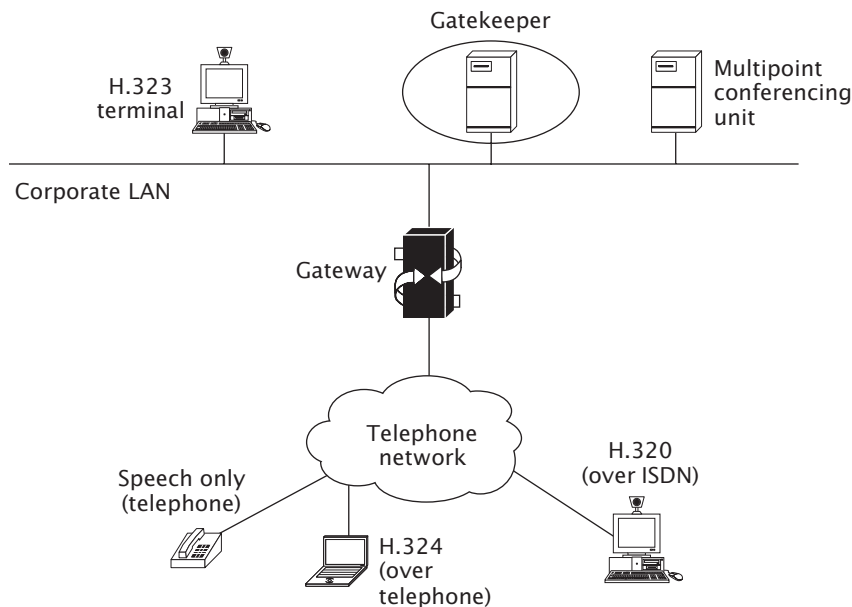 Gatekeeper
H.323
terminal
Multipoint
conferencing
unit
Corporate LAN
Gateway
Telephone
network
H.320
(over ISDN)
Speech only
(telephone)
H.324
(over
telephone)